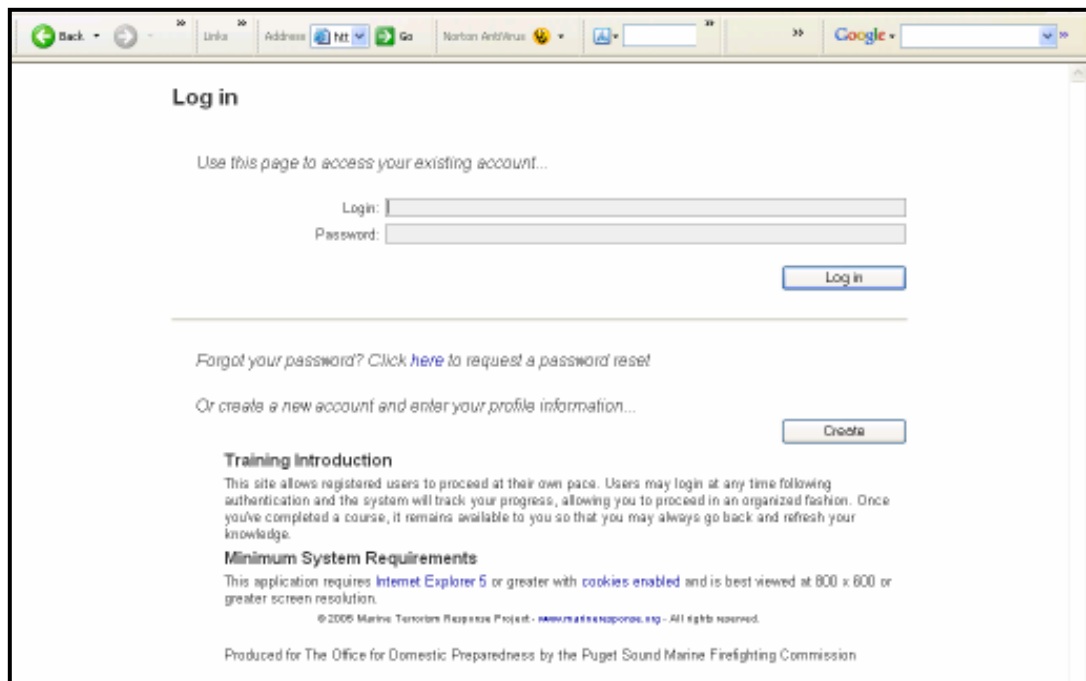 Back
Links
Address
htt
Go
Norton AntiVirus
Google
Log in
Use this page to access your existing account...
Login:
Password:
Log in
Forgot your password? Click here to request a password reset
Or create a new account and enter your profile information...
Create
Training Introduction
This site allows registered users to proceed at their own pace. Users may login at any time following
authentication and the system will track your progress, allowing you to proceed in an organized fashion. Once
you've completed a course, it remains available to you so that you may always go back and refresh your
knowledge.
Minimum System Requirements
This application requires Internet Explorer 5 or greater with cookies enabled and is best viewed at 800 x 600 or
greater screen resolution.
Marine Terrorism Response Project - www.marineresponse.org - All rights reserved.
Produced for The Office for Domestic Preparedness by the Puget Sound Marine Firefighting Commission